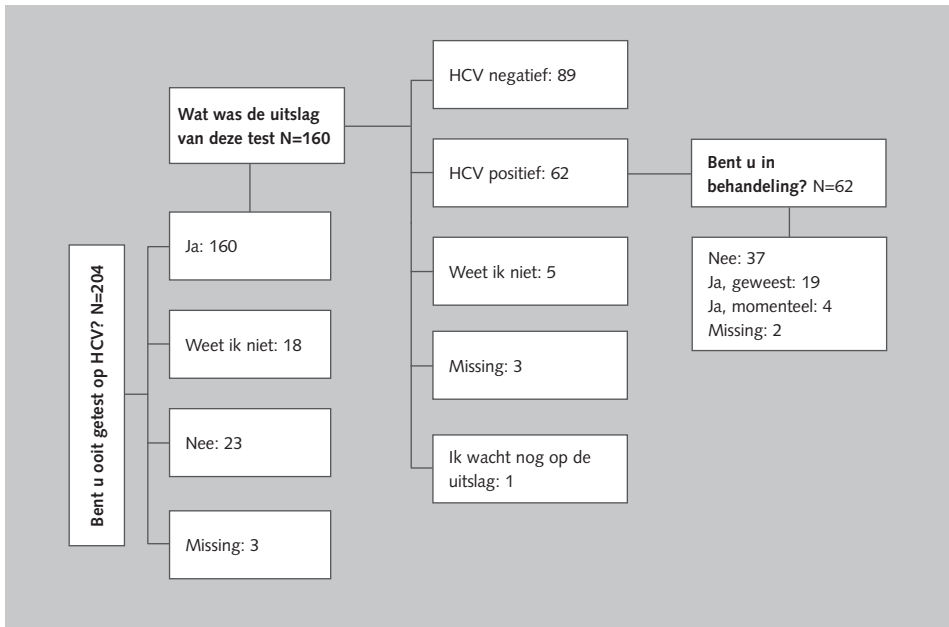 Bent u ooit getest op HCV? N=204
Ja: 160
Weet ik niet: 18
Nee: 23
Missing: 3
Wat was de uitslag
van deze test N=160
HCV negatief: 89
HCV positief: 62
Weet ik niet: 5
Missing: 3
Ik wacht nog op de
uitslag: 1
Bent u in
behandeling? N=62
Nee: 37
Ja, geweest: 19
Ja, momenteel: 4
Missing: 2